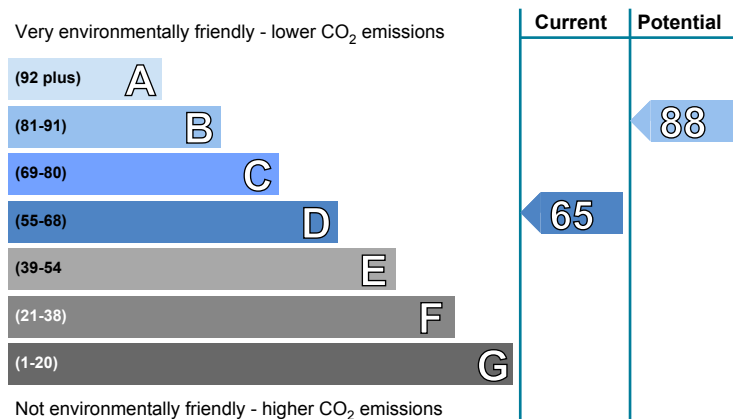 Current Potential
Very environmentally friendly - lower CO₂ emissions
(92 plus) A
(81-91) B 88
(69-80) C
(55-68) D 65
(39-54 E
(21-38) F
(1-20) G
Not environmentally friendly - higher CO₂ emissions